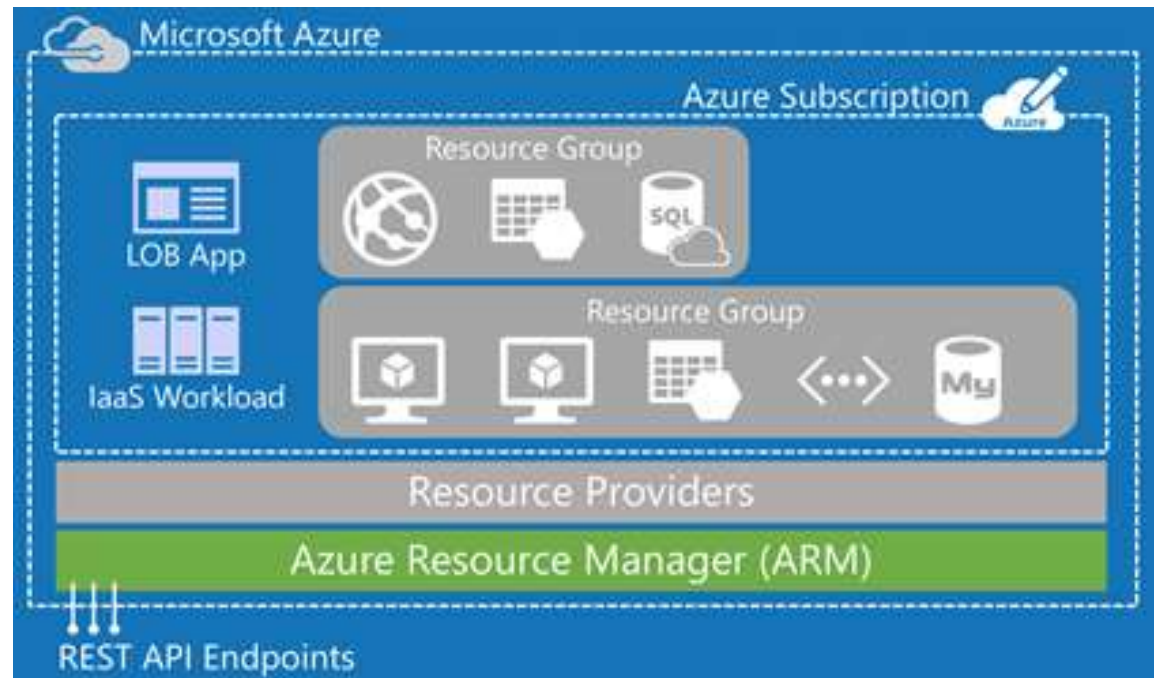 Microsoft Azure
Azure Subscription
Azure
Resource Group
SQL
LOB App
Resource Group
My
IaaS Workload
Resource Providers
Azure Resource Manager (ARM)
REST API Endpoints